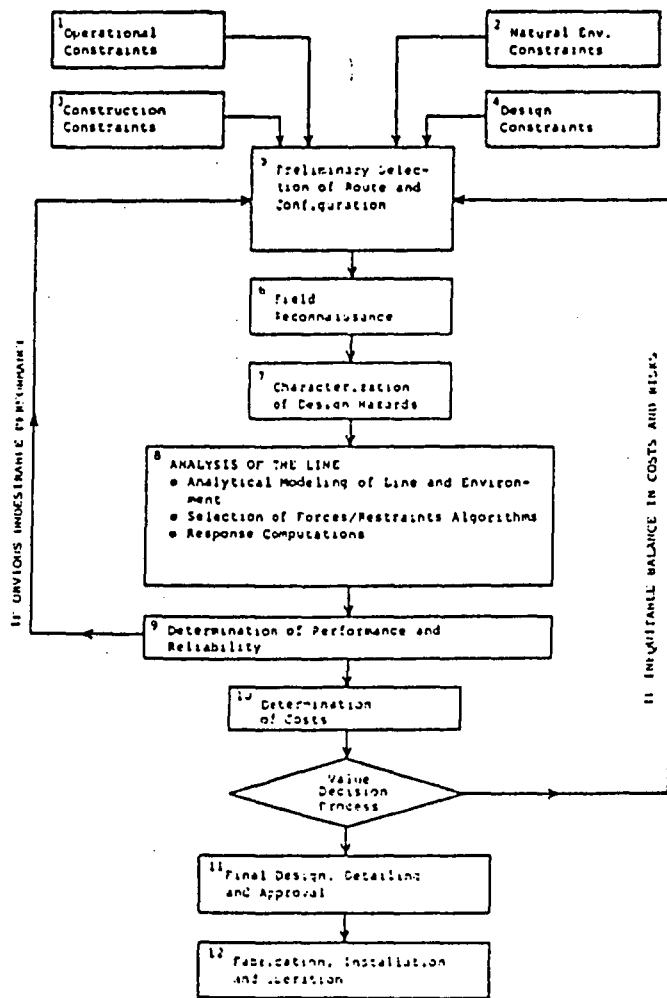 1 Operational
Constraints
2 Natural Env.
Constraints
3 Construction
Constraints
4 Design
Constraints
5 Preliminary Selec-
tion of Route and
Configuration
6 Field
Reconnaissance
7 Characterization
of Design Hazards
8
ANALYSIS OF THE LINE
● Analytical Modeling of Line and Environ-
ment
● Selection of Forces/Restraints Algorithms
● Response Computations
9 Determination of Performance and
Reliability
10 Determination
of Costs
Value
Decision
Process
11 Final Design, Detailing
and Approval
12 Fabrication, Installation
and Operation
IF OBVIOUS UNDESIRABLE PERFORMANCE
IF INEQUITABLE BALANCE IN COSTS AND RISKS